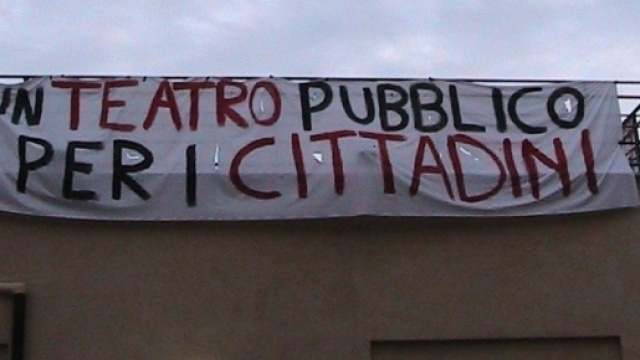 UN TEATRO PUBBLICO
PER I CITTADINI